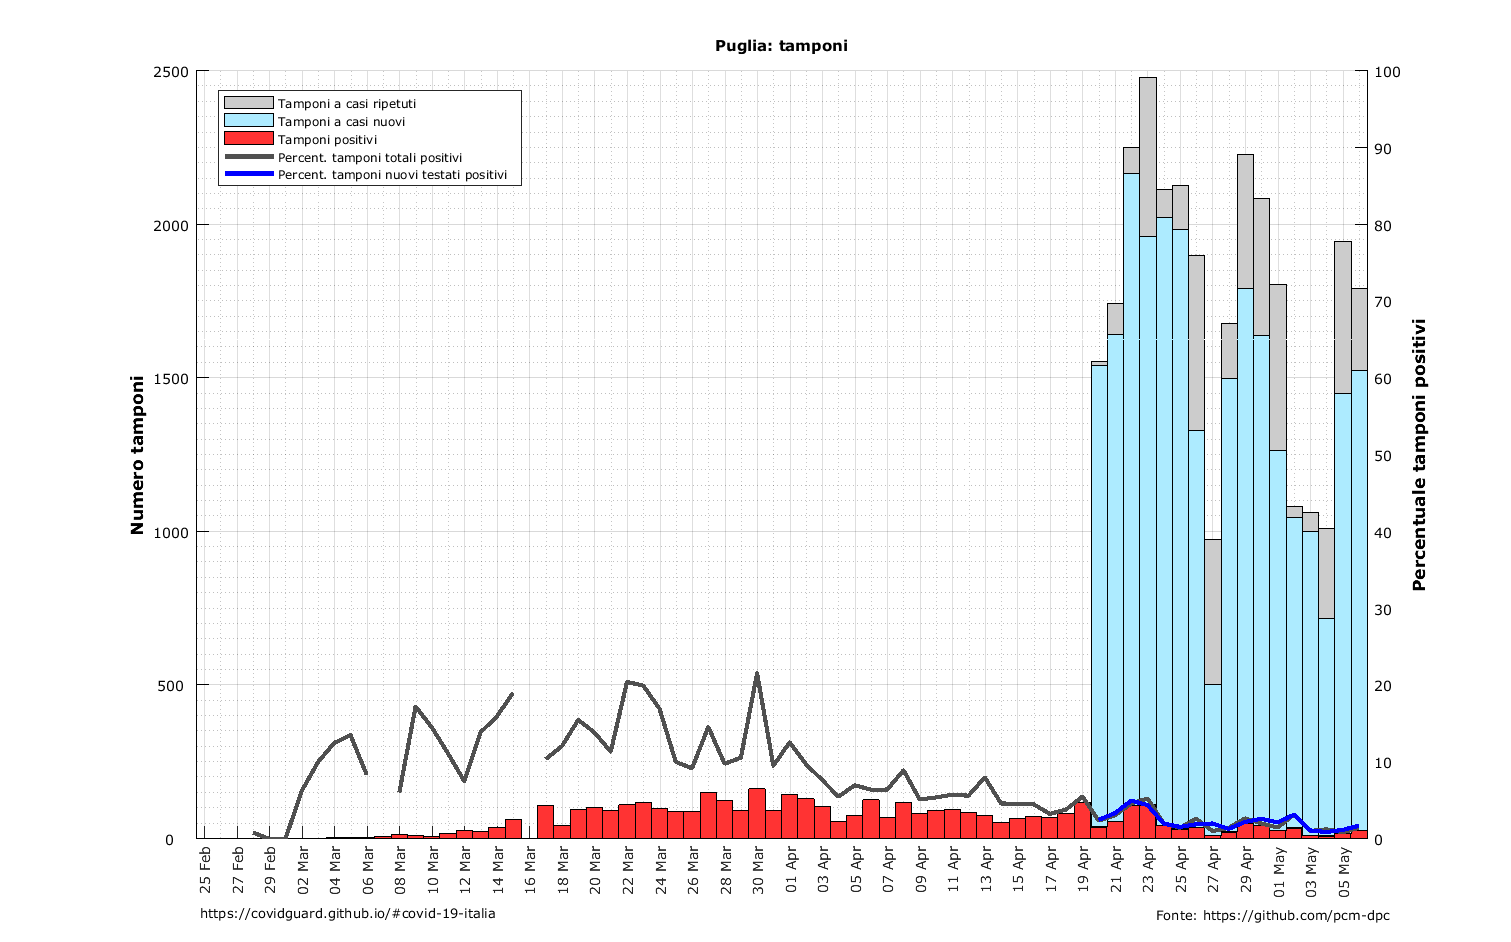 Puglia: tamponi
Tamponi a casi ripetuti
Tamponi a casi nuovi
Tamponi positivi
Percent. tamponi totali positivi
Percent. tamponi nuovi testati positivi
Numero tamponi
2500
2000
1500
1000
500
0
Percentuale tamponi positivi
100
90
80
70
60
50
40
30
20
10
0
25 Feb
27 Feb
29 Feb
02 Mar
04 Mar
06 Mar
08 Mar
10 Mar
12 Mar
14 Mar
16 Mar
18 Mar
20 Mar
22 Mar
24 Mar
26 Mar
28 Mar
30 Mar
01 Apr
03 Apr
05 Apr
07 Apr
09 Apr
11 Apr
13 Apr
15 Apr
17 Apr
19 Apr
21 Apr
23 Apr
25 Apr
27 Apr
29 Apr
01 May
03 May
05 May
https://covidguard.github.io/#covid-19-italia
Fonte: https://github.com/pcm-dpc